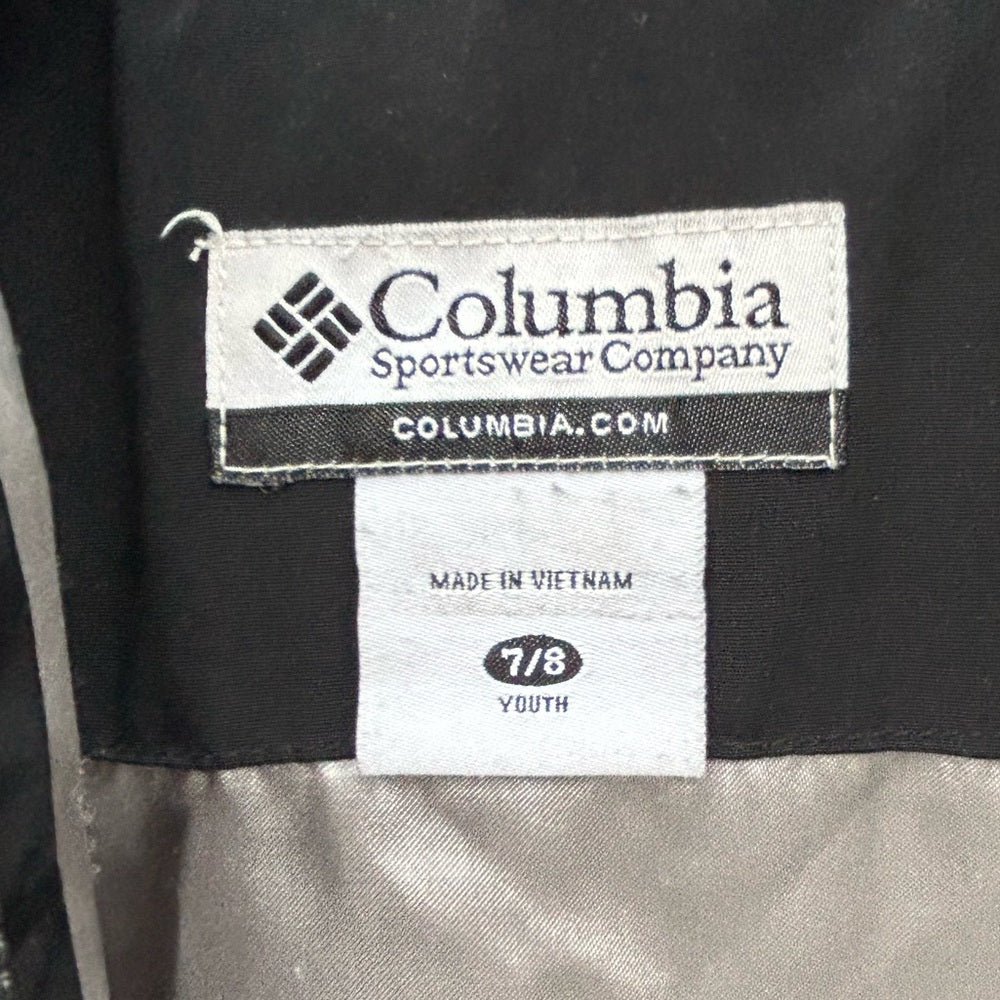 Columbia
Sportswear Company
COLUMBIA.COM
MADE IN VIETNAM
7/8
YOUTH